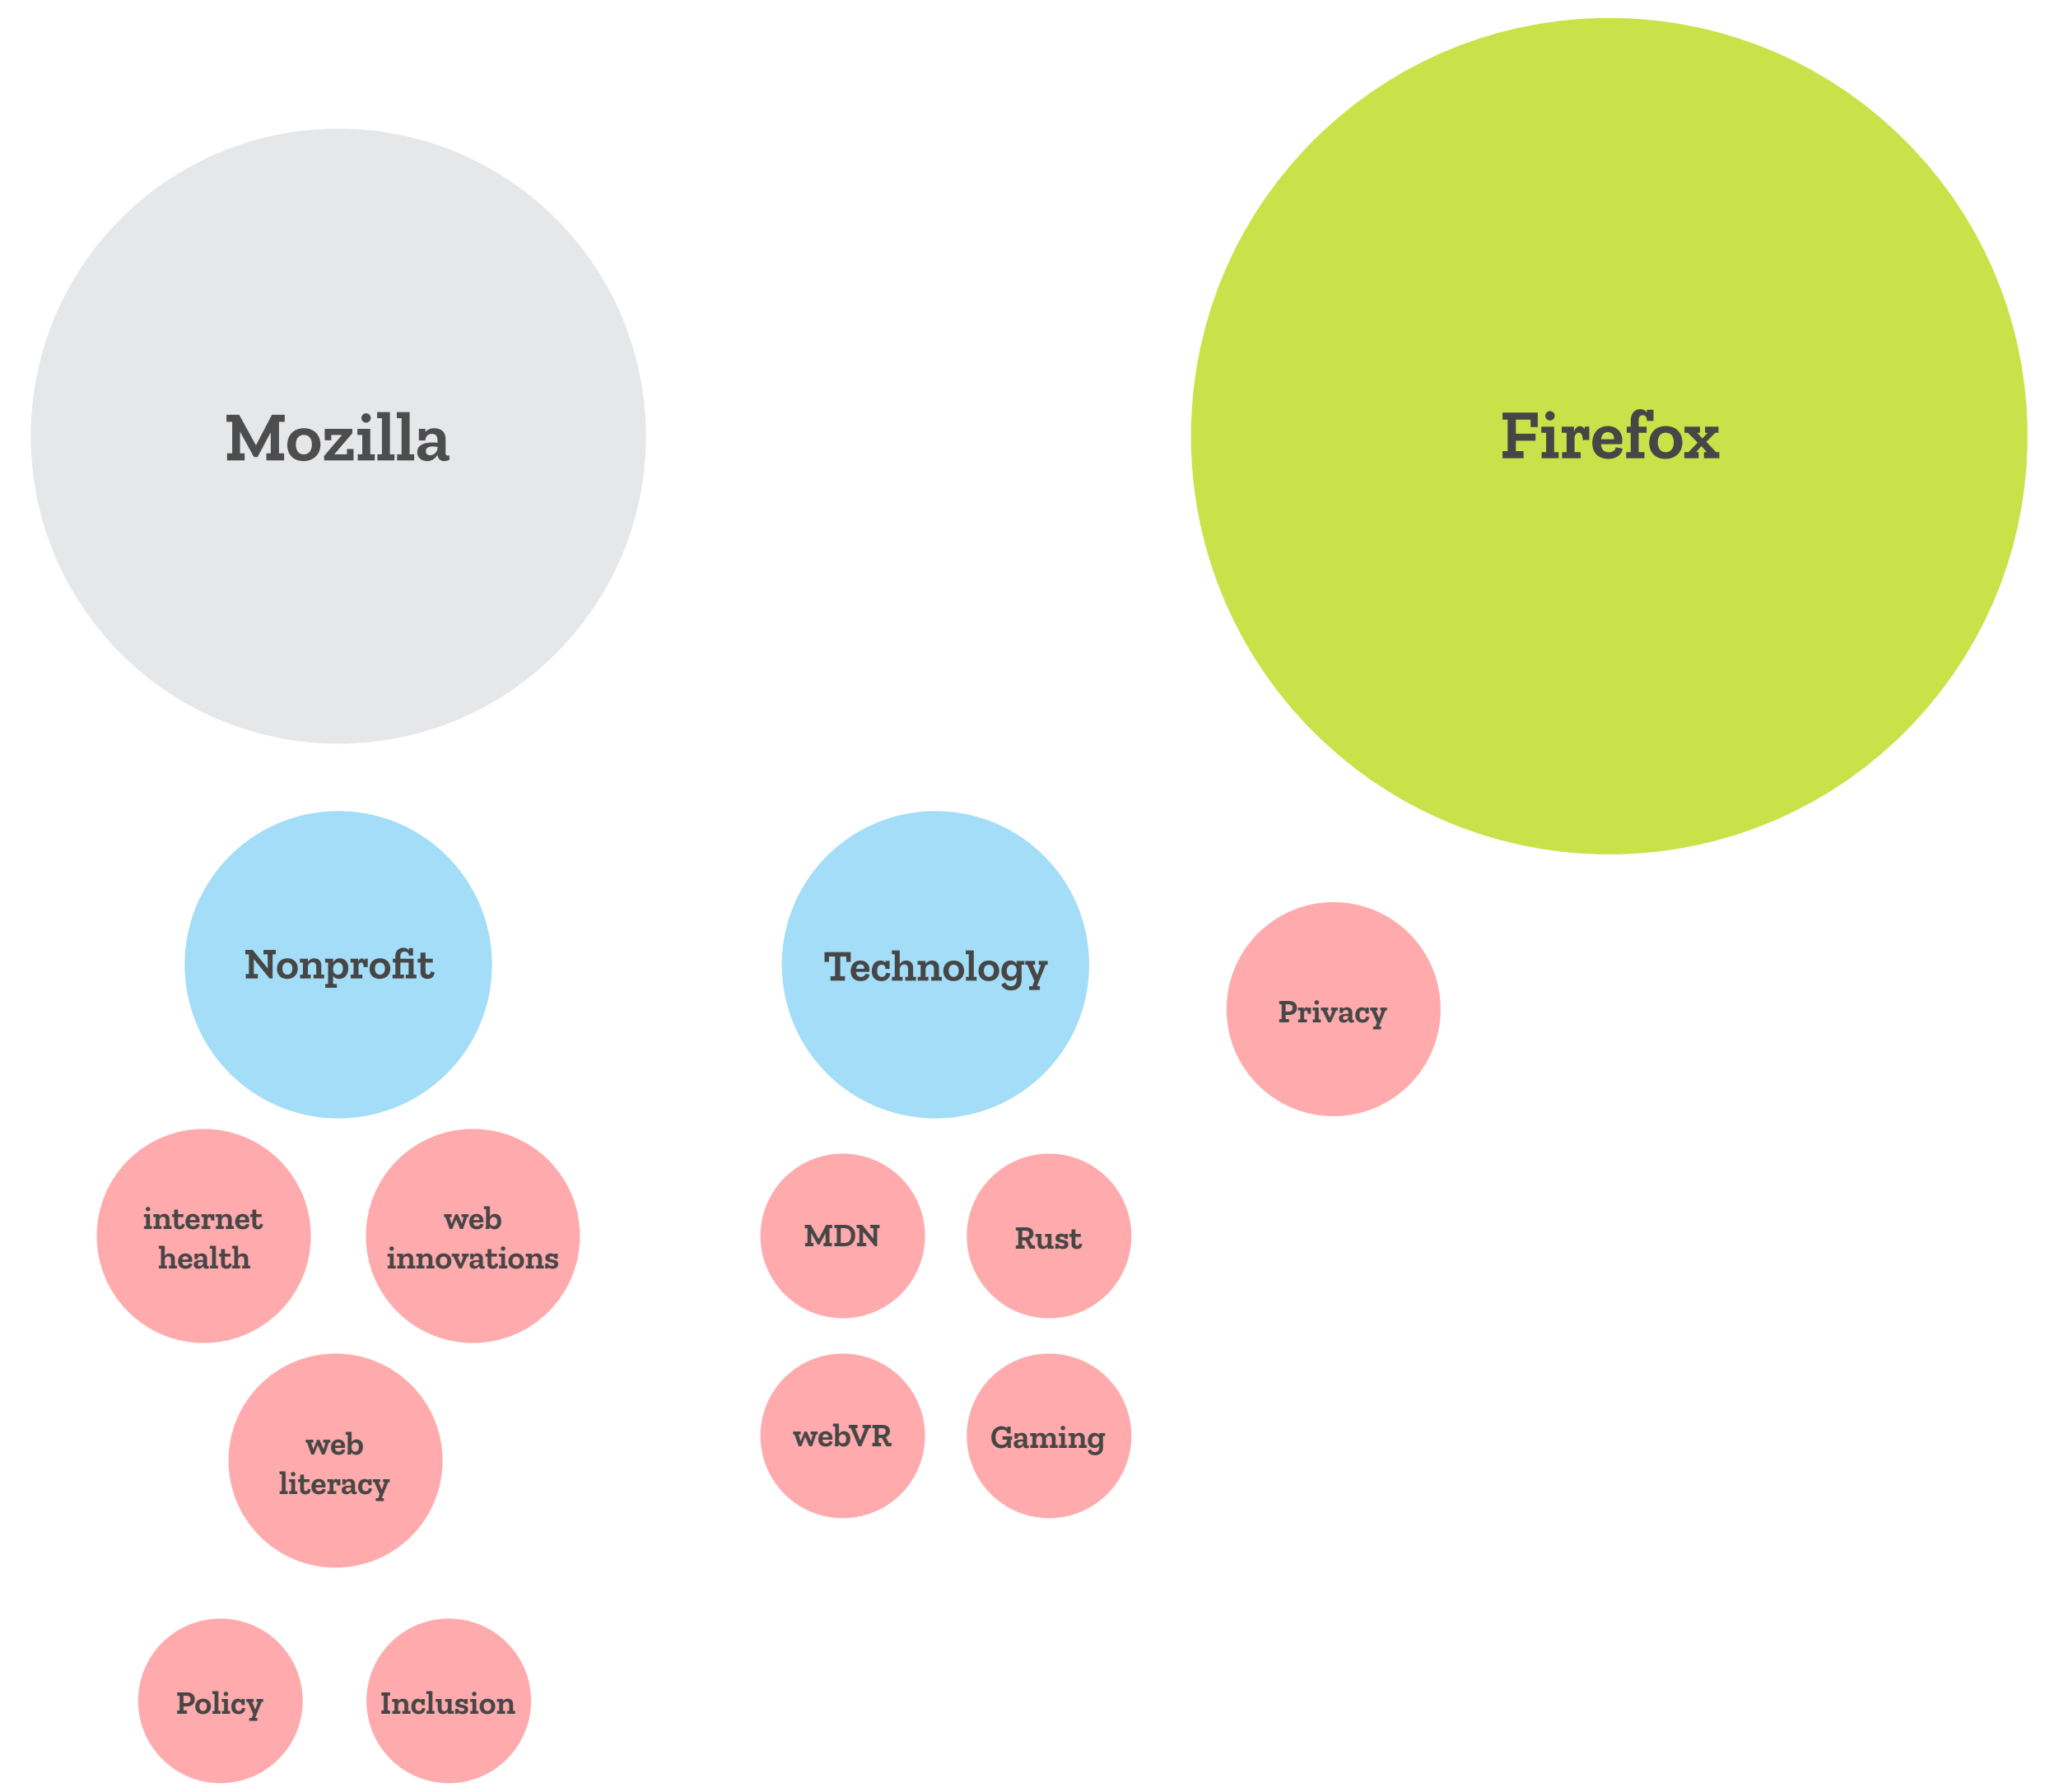 Mozilla
Firefox
Nonprofit
Technology
Privacy
internet
health
web
innovations
MDN
Rust
web
literacy
webVR
Gaming
Policy
Inclusion